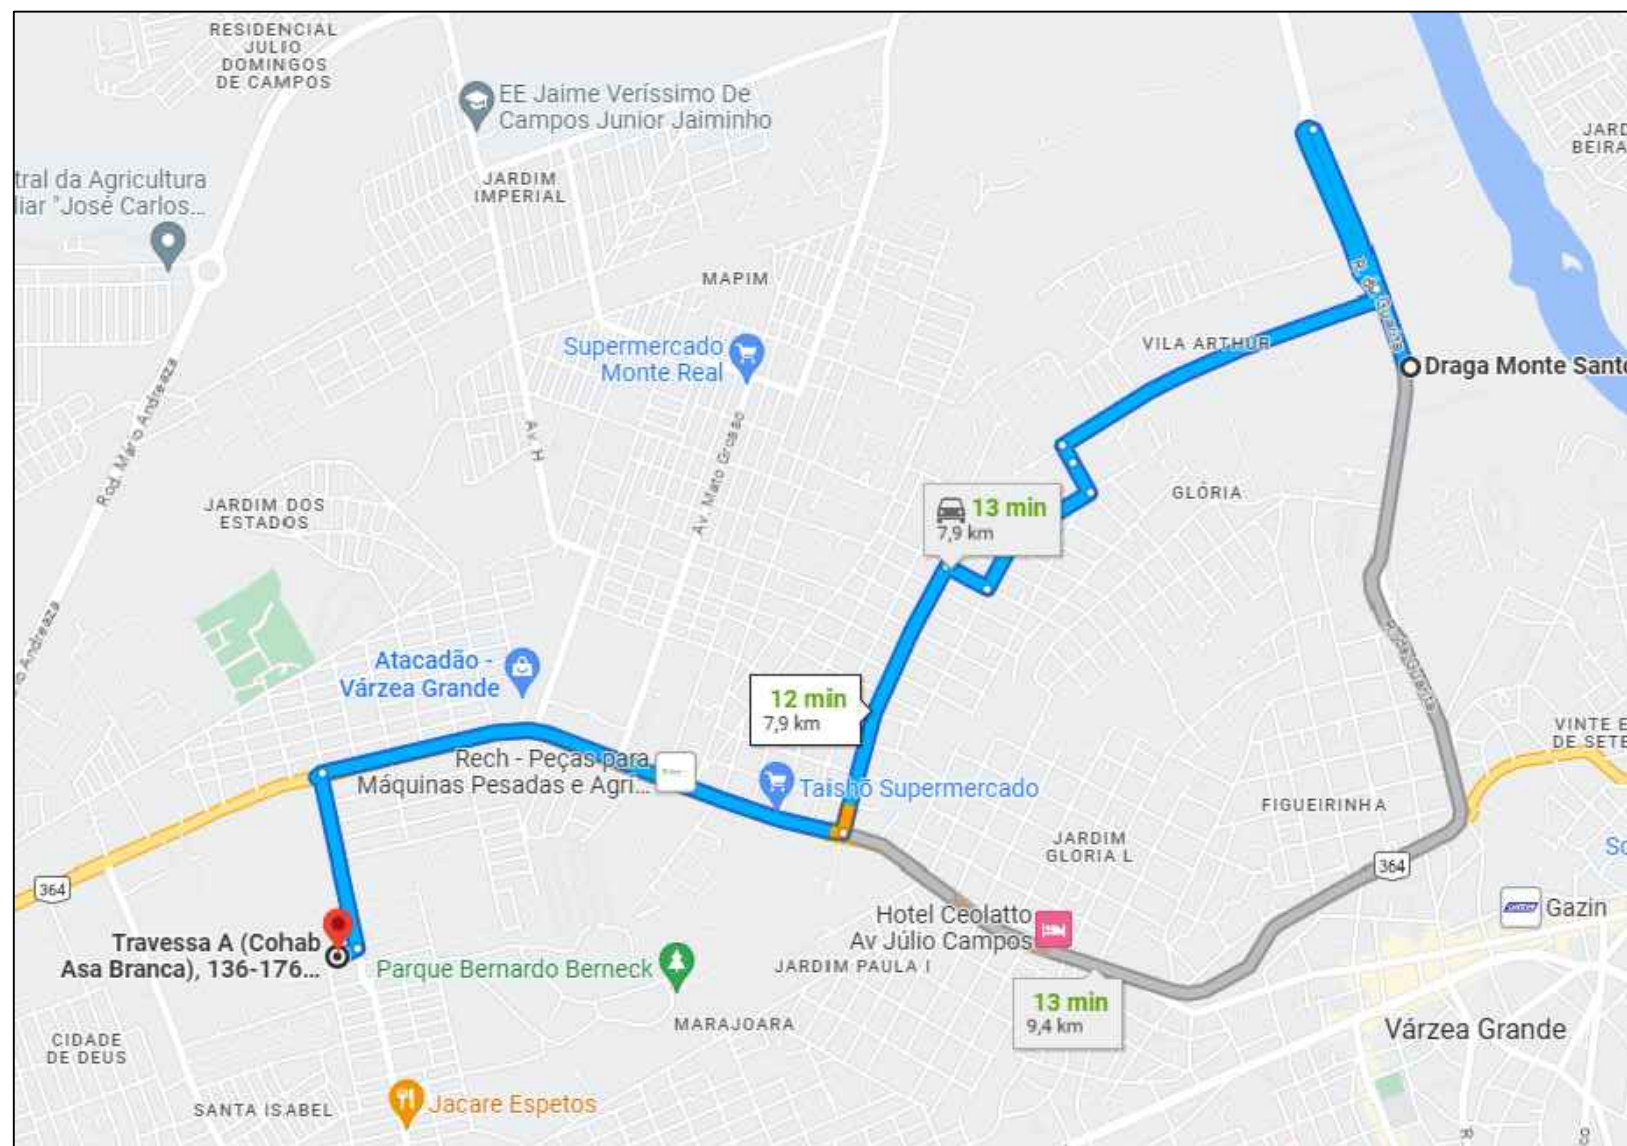 RESIDENCIAL
JULIO
DOMINGOS
DE CAMPOS
EE Jaime Veríssimo De
Campos Junior Jaiminho
JARD
BEIRA
tral da Agricultura
liar "José Carlos...
JARDIM
IMPERIAL
MAPIM
Supermercado
Monte Real
VILA ARTHUR
Draga Monte Sant
Rod. Mario Andreaza
Av. H
Av. Mato Grosso
JARDIM DOS
ESTADOS
GLÓRIA
13 min
7,9 km
Andreaza
Atacadão -
Várzea Grande
12 min
7,9 km
VINTE E
DE SETE
Rech - Peças para
Máquinas Pesadas e Agri...
Taishō Supermercado
FIGUEIRINHA
JARDIM
GLORIA L
364
364
Hotel Ceolatto
Av Júlio Campos
Gazin
Travessa A (Cohab
Asa Branca), 136-176...
Parque Bernardo Berneck
JARDIM PAULA I
13 min
9,4 km
MARAJOARA
Várzea Grande
CIDADE
DE DEUS
SANTA ISABEL
Jacare Espetos